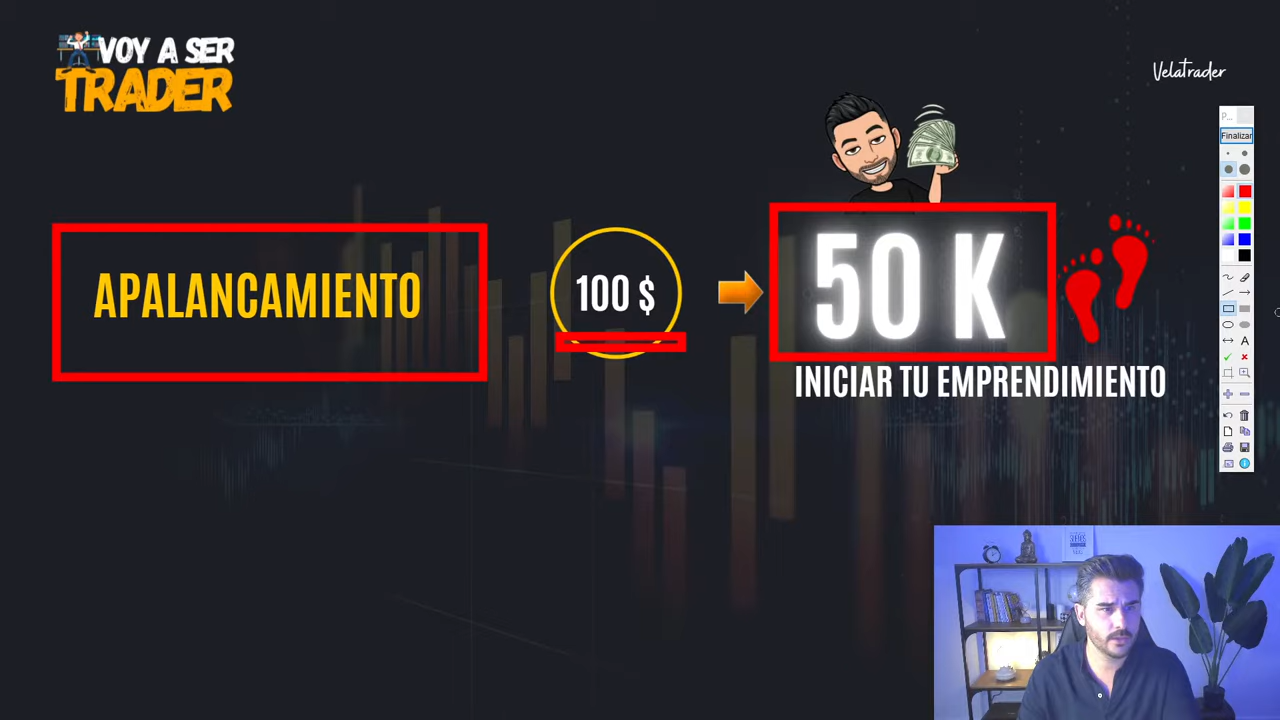 VOY A SER
TRADER
Velatrader
P...
Finalizar
APALANCAMIENTO
100 $
50 K
INICIAR TU EMPRENDIMIENTO
A